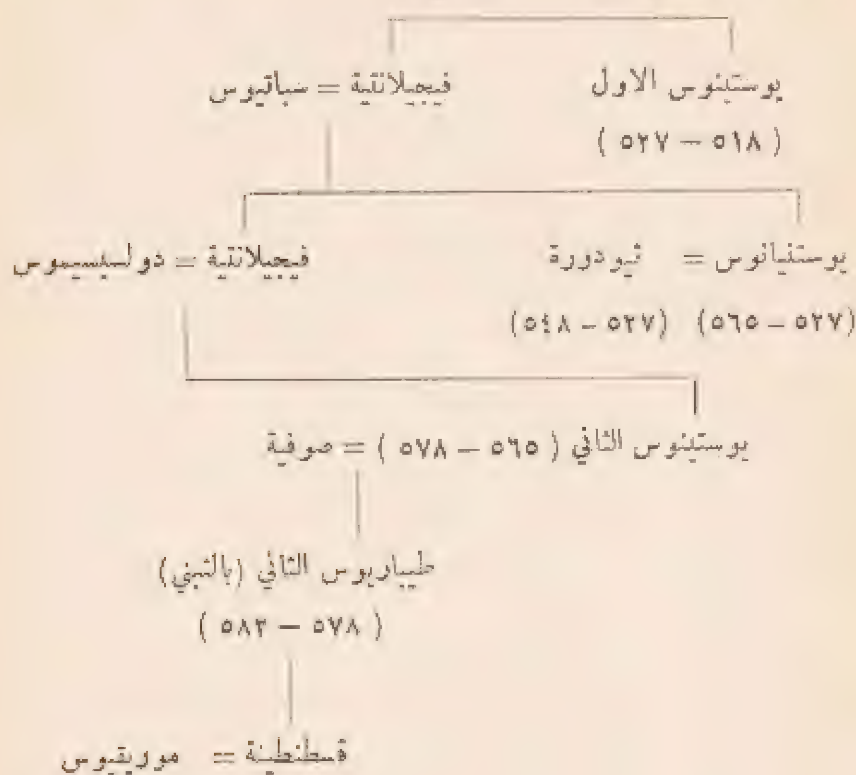 يوستينوس الاول فيجيلانتية = سباتيوس
( ٥١٨ – ٥٢٧ )
يوستنيانوس = ثيودورة فيجيلانتية = دولسيسيموس
(٥٢٧ – ٥٦٥) (٥٢٧ – ٥٤٨)
يوستينوس الثاني ( ٥٦٥ – ٥٧٨ ) = صوفية
طيباريوس الثاني (بالتبني)
( ٥٧٨ – ٥٨٢ )
قسطنطينة = موريقيوس